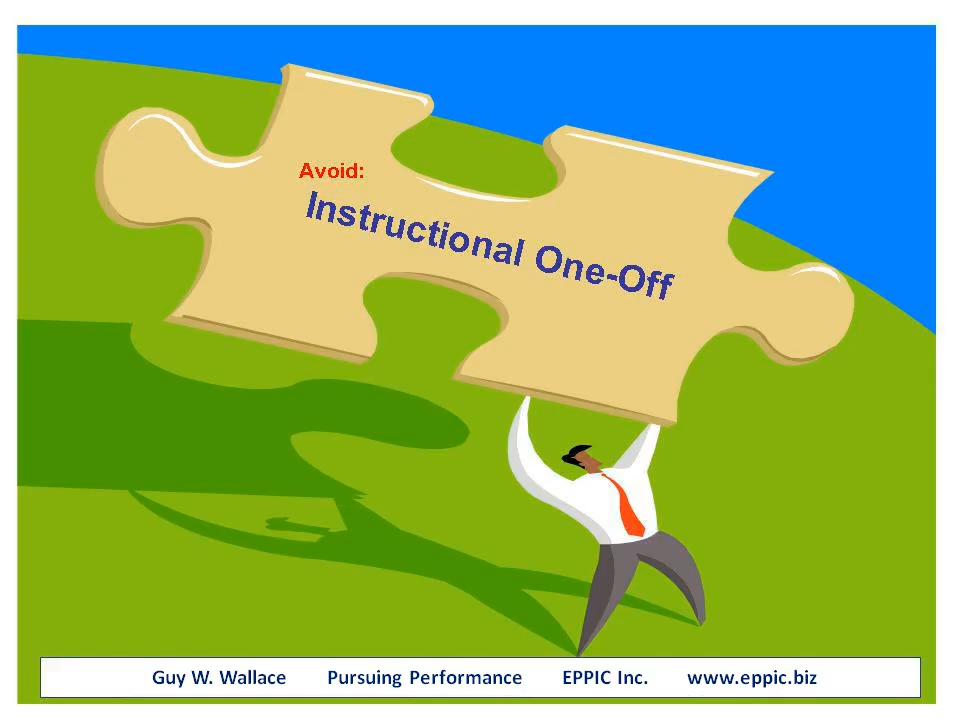 Avoid:
Instructional One-Off
Guy W. Wallace Pursuing Performance EPPIC Inc. www.eppic.biz